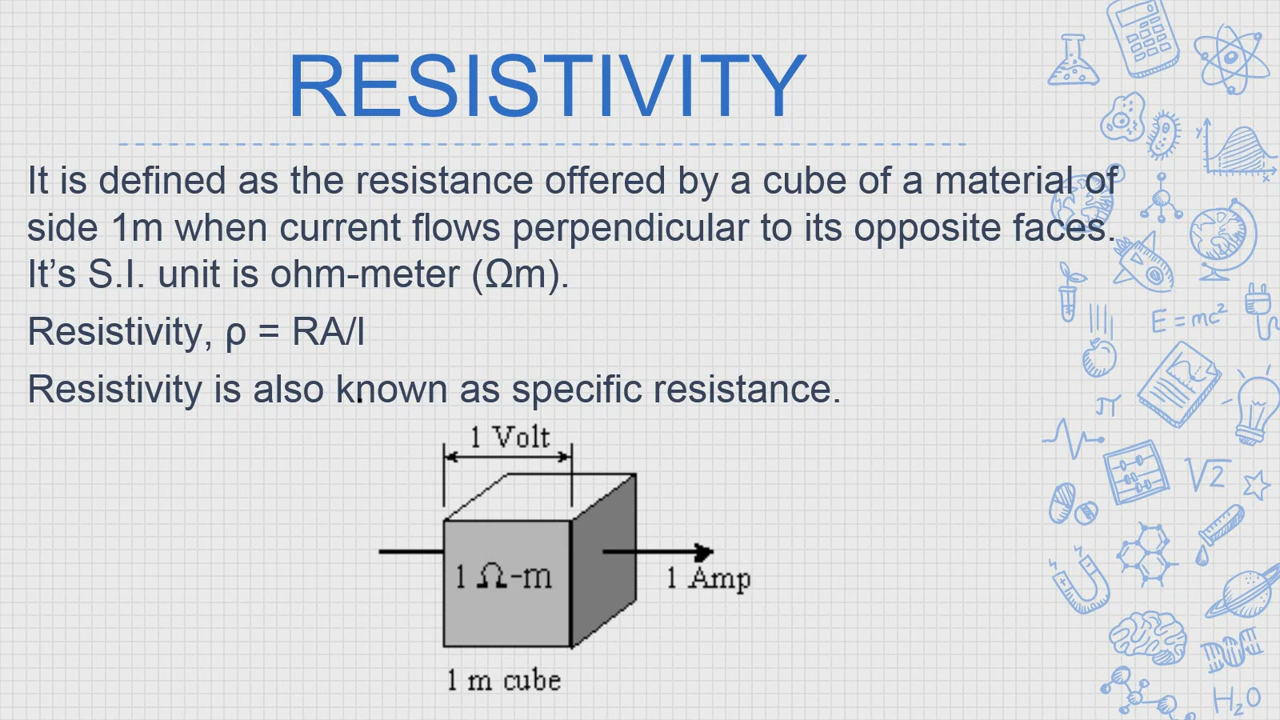 RESISTIVITY
It is defined as the resistance offered by a cube of a material of
side 1m when current flows perpendicular to its opposite faces.
It’s S.I. unit is ohm-meter (Ωm).
Resistivity, ρ = RA/l
Resistivity is also known as specific resistance.
1 Volt
1 Ω-m
1 Amp
1 m cube
y
x
E = mc²
π
√2
H₂O